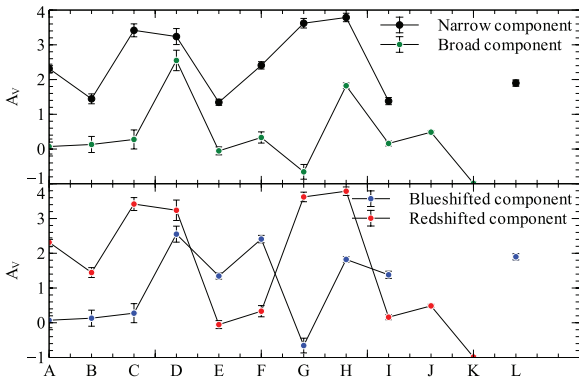 4
3
2
1
0
−1
A_V
Narrow component
Broad component
4
3
2
1
0
−1
A_V
Blueshifted component
Redshifted component
A B C D E F G H I J K L